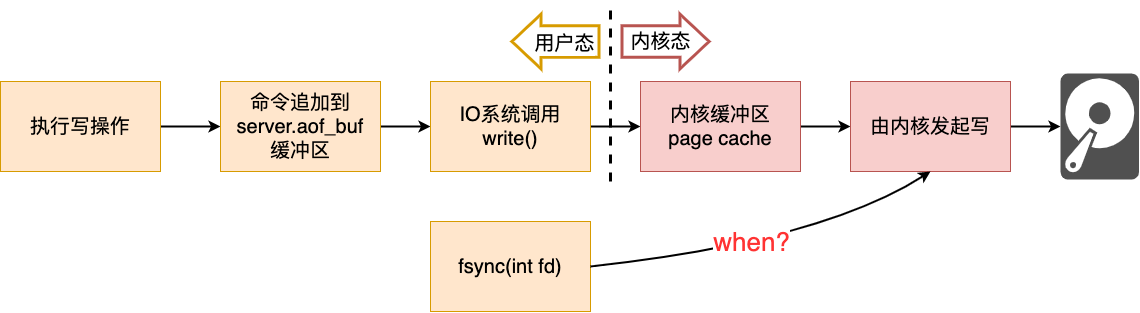 用户态
内核态
执行写操作
命令追加到
server.aof_buf
缓冲区
IO系统调用
write()
内核缓冲区
page cache
由内核发起写
fsync(int fd)
when?